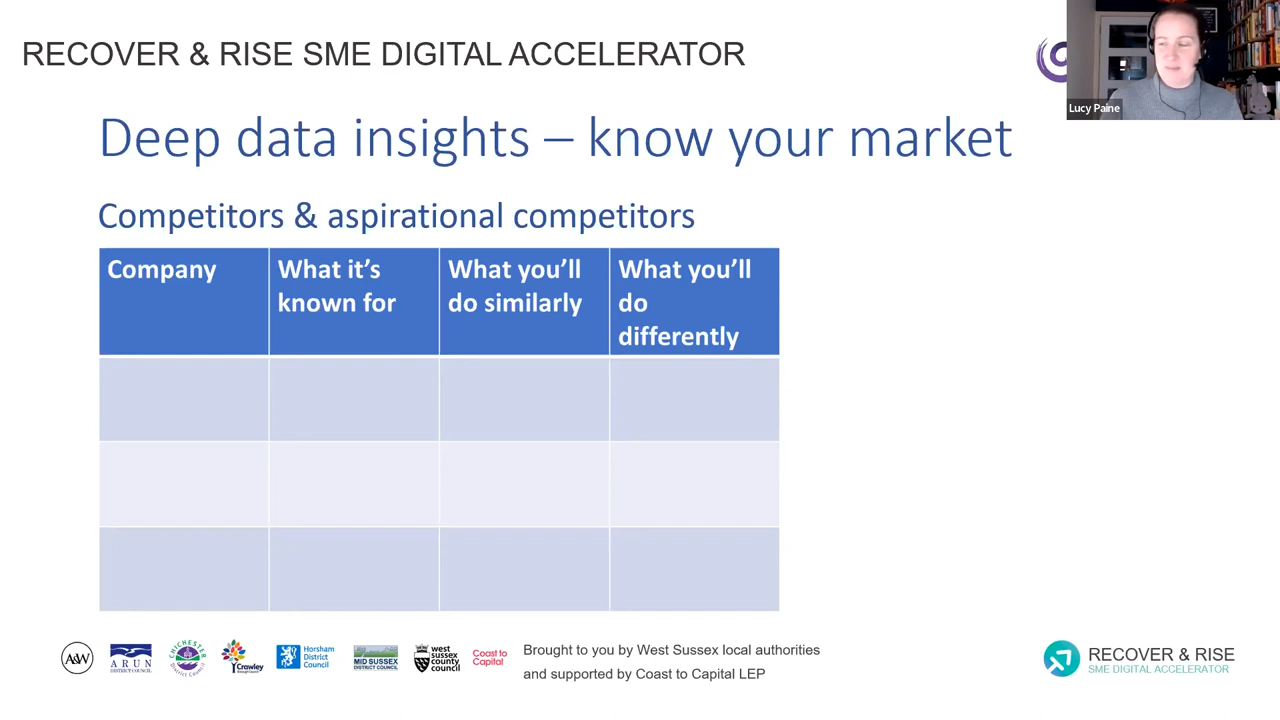 RECOVER & RISE SME DIGITAL ACCELERATOR
Lucy Paine
Deep data insights – know your market
Competitors & aspirational competitors
Company
What it’s
known for
What you’ll
do similarly
What you’ll
do
differently
A&W
ARUN
DISTRICT COUNCIL
CHICHESTER
District Council
Crawley
Horsham
District
Council
MID SUSSEX
DISTRICT COUNCIL
west
sussex
county
council
Coast to
Capital
Brought to you by West Sussex local authorities
and supported by Coast to Capital LEP
RECOVER & RISE
SME DIGITAL ACCELERATOR